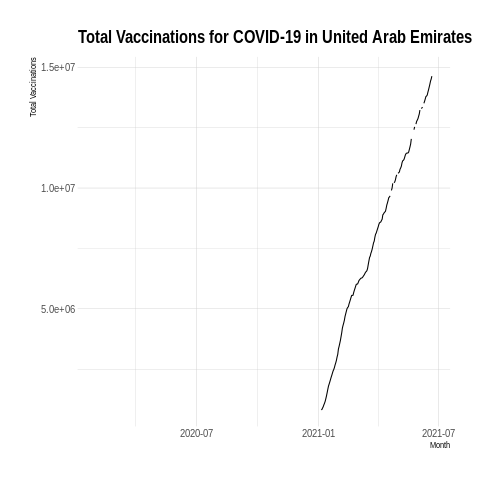 Total Vaccinations for COVID-19 in United Arab Emirates
Total Vaccinations
1.5e+07
1.0e+07
5.0e+06
2020-07
2021-01
2021-07
Month